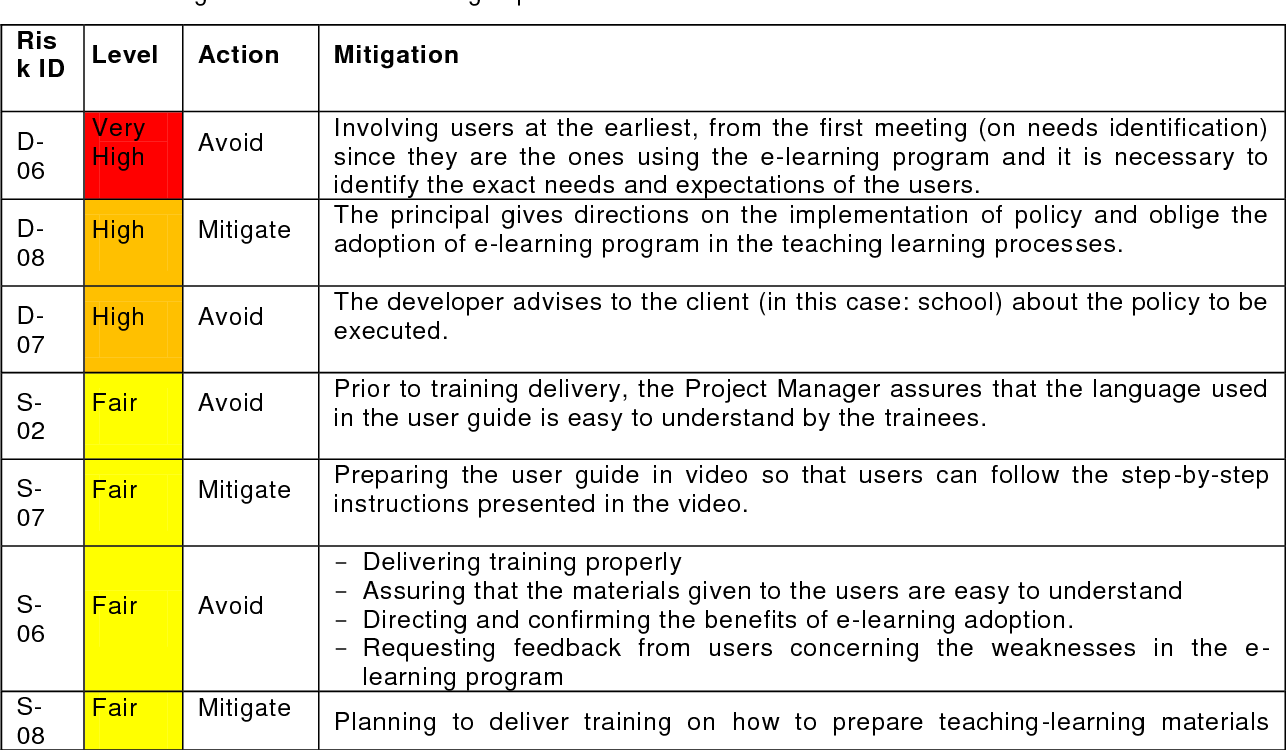 Ris
k ID
Level
Action
Mitigation
D-
06
Very
High
Avoid
Involving users at the earliest, from the first meeting (on needs identification)
since they are the ones using the e-learning program and it is necessary to
identify the exact needs and expectations of the users.
D-
08
High
Mitigate
The principal gives directions on the implementation of policy and oblige the
adoption of e-learning program in the teaching learning processes.
D-
07
High
Avoid
The developer advises to the client (in this case: school) about the policy to be
executed.
S-
02
Fair
Avoid
Prior to training delivery, the Project Manager assures that the language used
in the user guide is easy to understand by the trainees.
S-
07
Fair
Mitigate
Preparing the user guide in video so that users can follow the step-by-step
instructions presented in the video.
S-
06
Fair
Avoid
– Delivering training properly
– Assuring that the materials given to the users are easy to understand
– Directing and confirming the benefits of e-learning adoption.
– Requesting feedback from users concerning the weaknesses in the e-
learning program
S-
08
Fair
Mitigate
Planning to deliver training on how to prepare teaching-learning materials